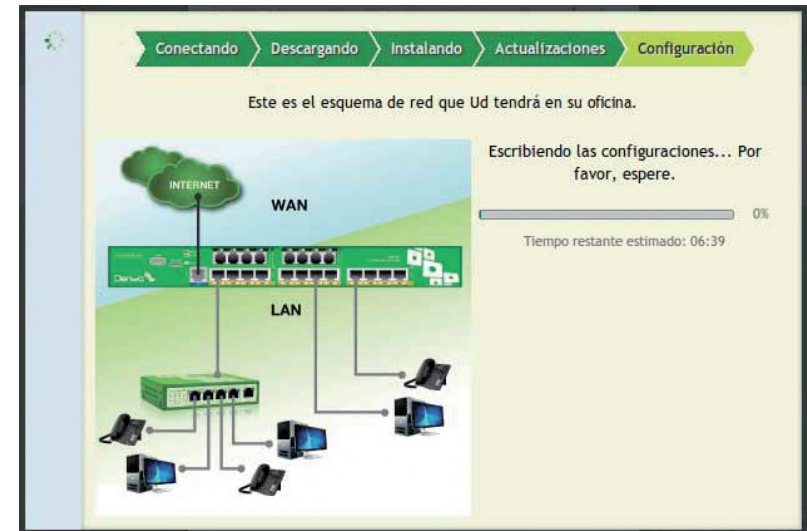 Conectando
Descargando
Instalando
Actualizaciones
Configuración
Este es el esquema de red que Ud tendrá en su oficina.
Escribiendo las configuraciones... Por
favor, espere.
0%
Tiempo restante estimado: 06:39
INTERNET
WAN
Denwa
LAN